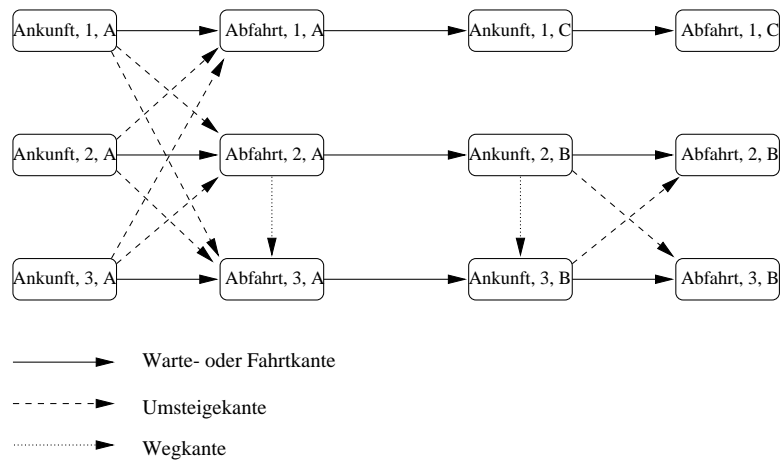 Ankunft, 1, A Abfahrt, 1, A Ankunft, 1, C Abfahrt, 1, C
Ankunft, 2, A Abfahrt, 2, A Ankunft, 2, B Abfahrt, 2, B
Ankunft, 3, A Abfahrt, 3, A Ankunft, 3, B Abfahrt, 3, B
Warte- oder Fahrtkante
Umsteigekante
Wegkante